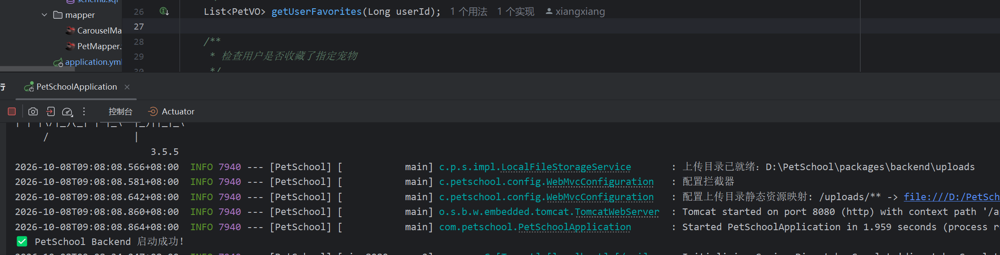 schema.sql
26 List<PetVO> getUserFavorites(Long userId); 1 个用法 1 个实现 xiangxiang
mapper
27
CarouselMa
28 /**
PetMapper.
29 * 检查用户是否收藏了指定宠物
application.yml
30 */
行 PetSchoolApplication
控制台 Actuator
/ |
3.5.5
2026-10-08T09:08:08.566+08:00 INFO 7940 --- [PetSchool] [ main] c.p.s.impl.LocalFileStorageService : 上传目录已就绪: D:\PetSchool\packages\backend\uploads
2026-10-08T09:08:08.581+08:00 INFO 7940 --- [PetSchool] [ main] c.petschool.config.WebMvcConfiguration : 配置拦截器
2026-10-08T09:08:08.642+08:00 INFO 7940 --- [PetSchool] [ main] c.petschool.config.WebMvcConfiguration : 配置上传目录静态资源映射: /uploads/** -> file:///D:/PetSch
2026-10-08T09:08:08.860+08:00 INFO 7940 --- [PetSchool] [ main] o.s.b.w.embedded.tomcat.TomcatWebServer : Tomcat started on port 8080 (http) with context path '/a
2026-10-08T09:08:08.864+08:00 INFO 7940 --- [PetSchool] [ main] com.petschool.PetSchoolApplication : Started PetSchoolApplication in 1.959 seconds (process r
✅ PetSchool Backend 启动成功!